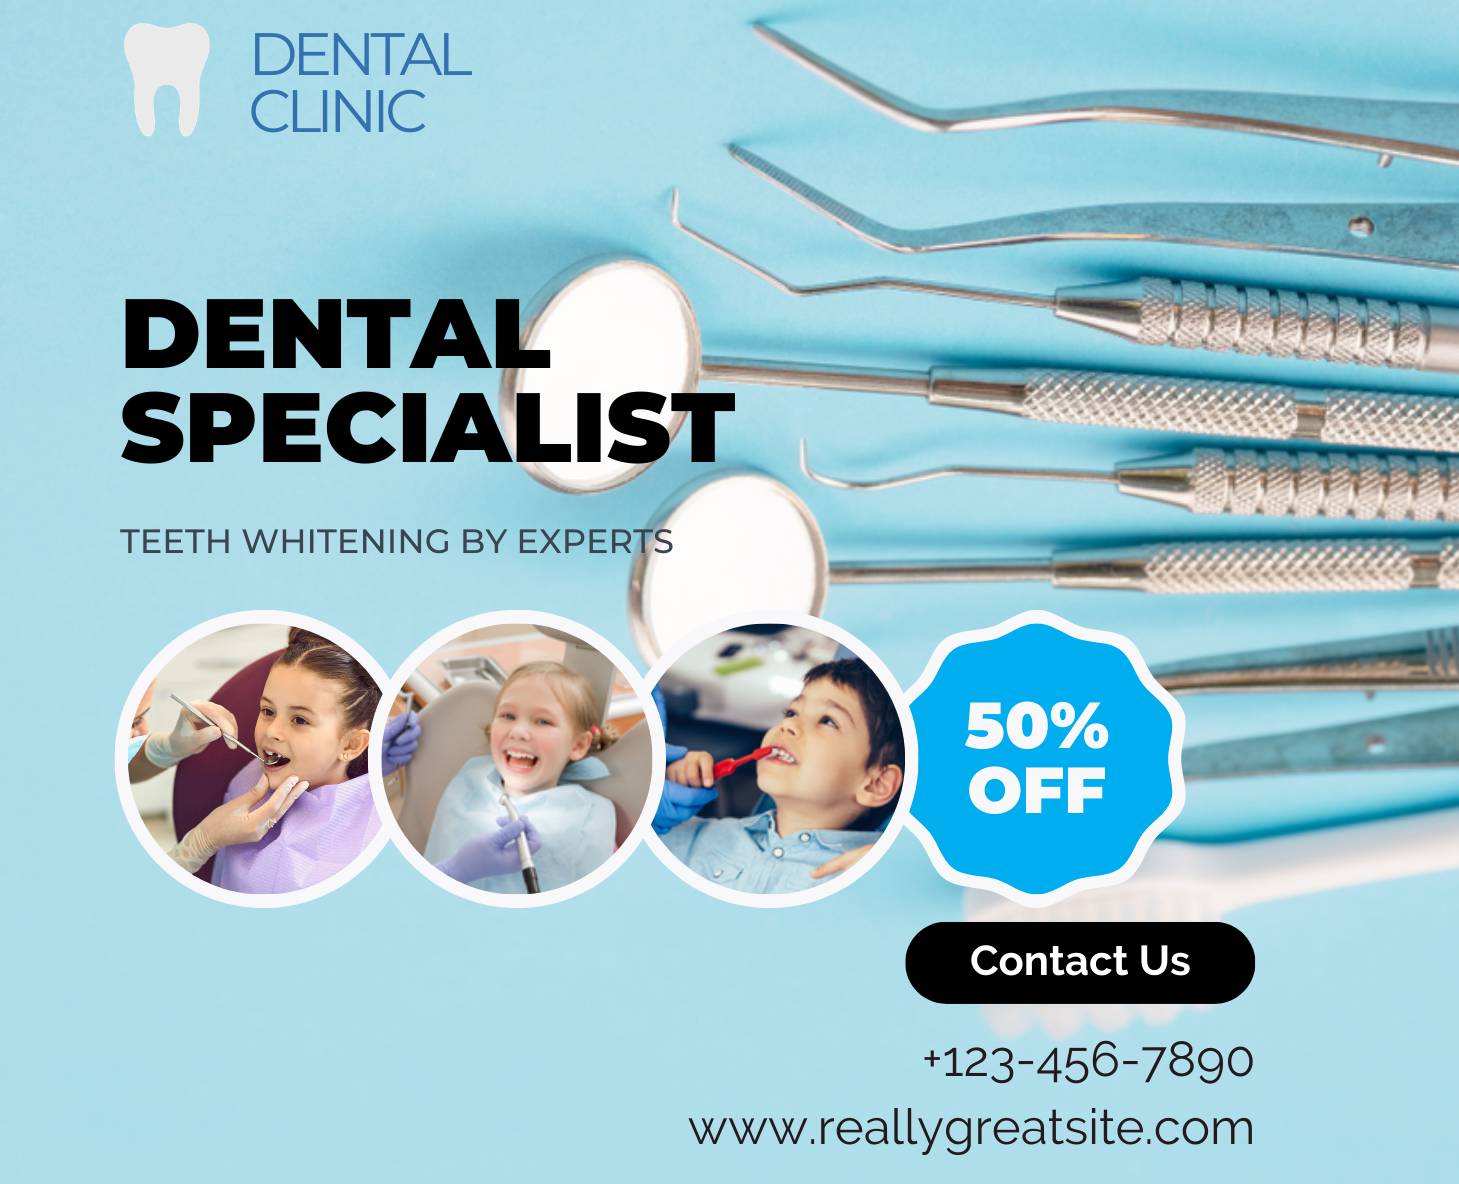 DENTAL
CLINIC
DENTAL
SPECIALIST
TEETH WHITENING BY EXPERTS
50%
OFF
Contact Us
+123-456-7890
www.reallygreatsite.com